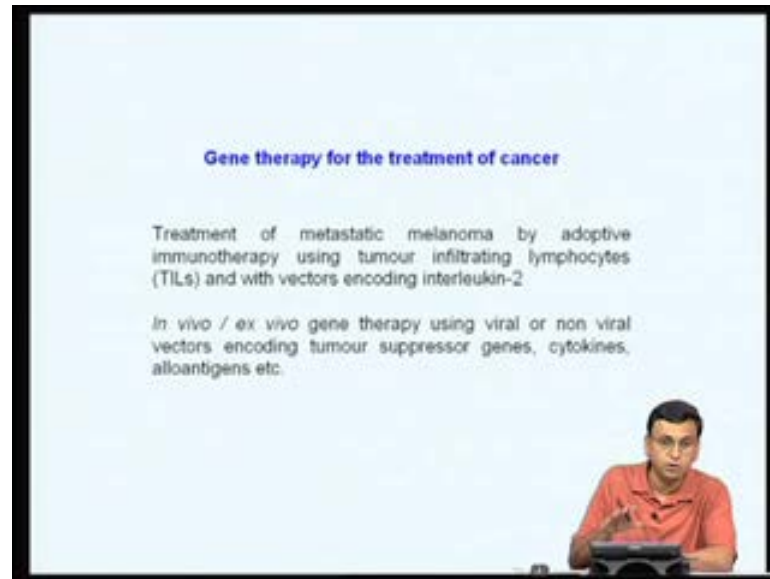 Gene therapy for the treatment of cancer
Treatment of metastatic melanoma by adoptive
immunotherapy using tumour infiltrating lymphocytes
(TILs) and with vectors encoding interleukin-2
In vivo / ex vivo gene therapy using viral or non viral
vectors encoding tumour suppressor genes, cytokines,
alloantigens etc.